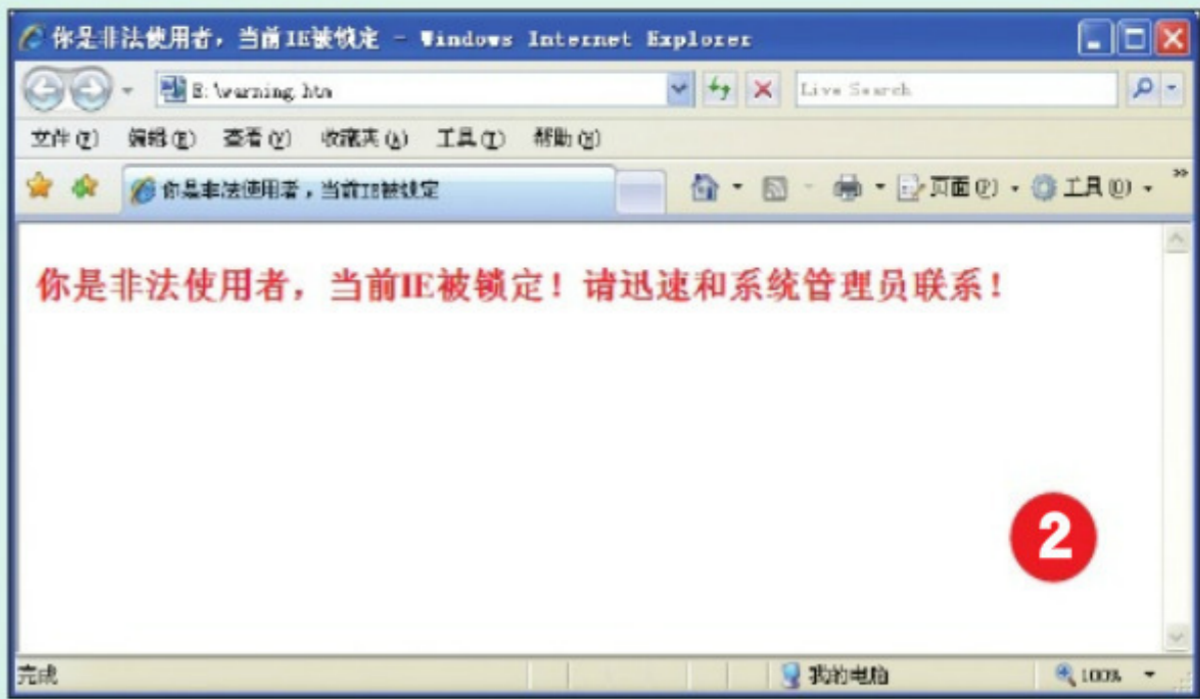 你是非法使用者，当前IE被锁定 - Windows Internet Explorer
E:\warning.htm
Live Search
文件(F) 编辑(E) 查看(V) 收藏夹(A) 工具(T) 帮助(H)
你是非法使用者，当前IE被锁定
页面(P) 工具(O)
你是非法使用者，当前IE被锁定！请迅速和系统管理员联系！
2
完成
我的电脑
100%